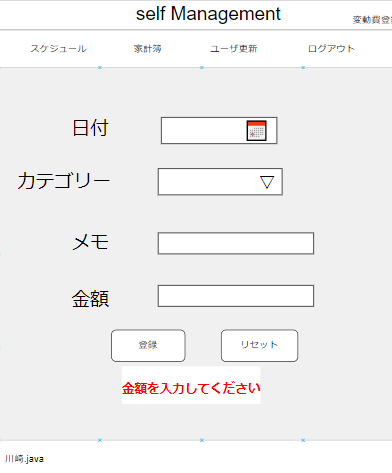 self Management
変動費登
スケジュール 家計簿 ユーザ更新 ログアウト
日付
カテゴリー
▽
メモ
金額
登録 リセット
金額を入力してください
川崎.java